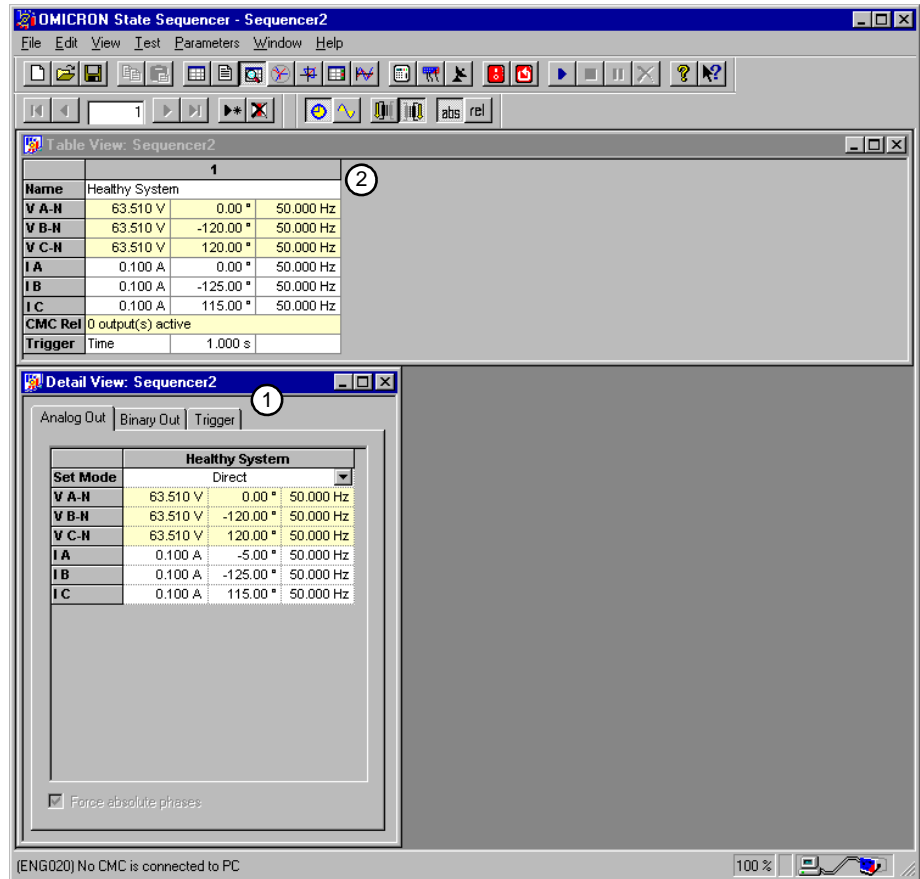 OMICRON State Sequencer - Sequencer2
File Edit View Test Parameters Window Help
1 abs rel
Table View: Sequencer2
1
2
Name Healthy System
V A-N 63.510 V 0.00 ° 50.000 Hz
V B-N 63.510 V -120.00 ° 50.000 Hz
V C-N 63.510 V 120.00 ° 50.000 Hz
I A 0.100 A 0.00 ° 50.000 Hz
I B 0.100 A -125.00 ° 50.000 Hz
I C 0.100 A 115.00 ° 50.000 Hz
CMC Rel 0 output(s) active
Trigger Time 1.000 s
Detail View: Sequencer2
1
Analog Out Binary Out Trigger
Healthy System
Set Mode Direct
V A-N 63.510 V 0.00 ° 50.000 Hz
V B-N 63.510 V -120.00 ° 50.000 Hz
V C-N 63.510 V 120.00 ° 50.000 Hz
I A 0.100 A -5.00 ° 50.000 Hz
I B 0.100 A -125.00 ° 50.000 Hz
I C 0.100 A 115.00 ° 50.000 Hz
Force absolute phases
(ENG020) No CMC is connected to PC 100 %